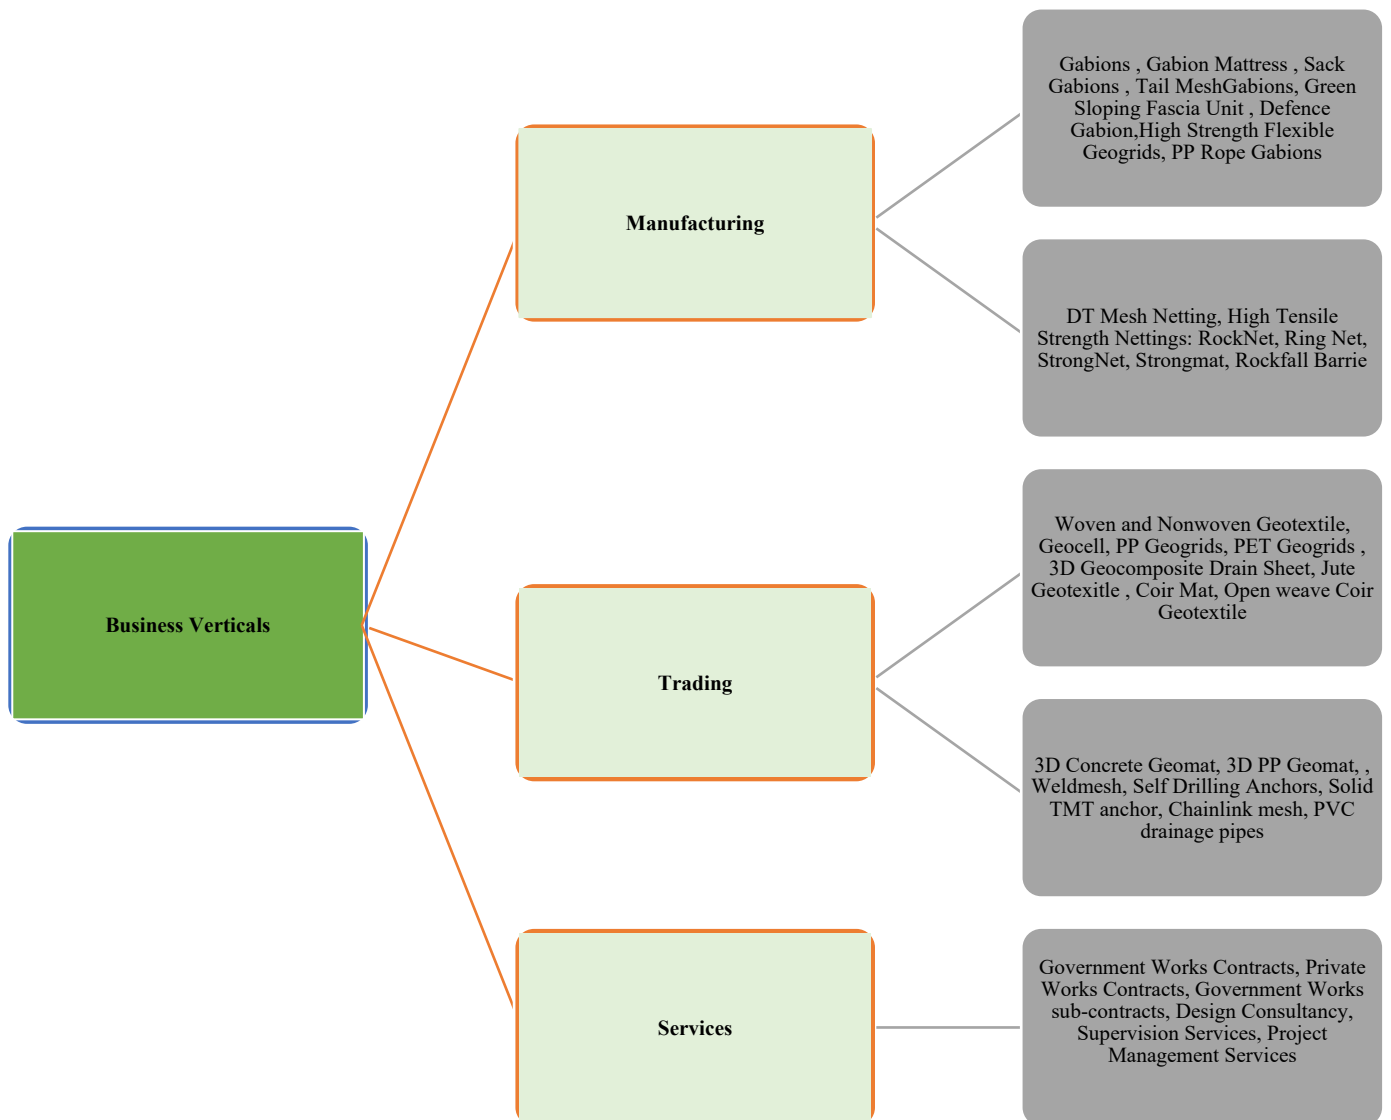 Business Verticals
Manufacturing
Gabions , Gabion Mattress , Sack
Gabions , Tail MeshGabions, Green
Sloping Fascia Unit , Defence
Gabion,High Strength Flexible
Geogrids, PP Rope Gabions
DT Mesh Netting, High Tensile
Strength Nettings: RockNet, Ring Net,
StrongNet, Strongmat, Rockfall Barrie
Trading
Woven and Nonwoven Geotextile,
Geocell, PP Geogrids, PET Geogrids ,
3D Geocomposite Drain Sheet, Jute
Geotexitle , Coir Mat, Open weave Coir
Geotextile
3D Concrete Geomat, 3D PP Geomat, ,
Weldmesh, Self Drilling Anchors, Solid
TMT anchor, Chainlink mesh, PVC
drainage pipes
Services
Government Works Contracts, Private
Works Contracts, Government Works
sub-contracts, Design Consultancy,
Supervision Services, Project
Management Services